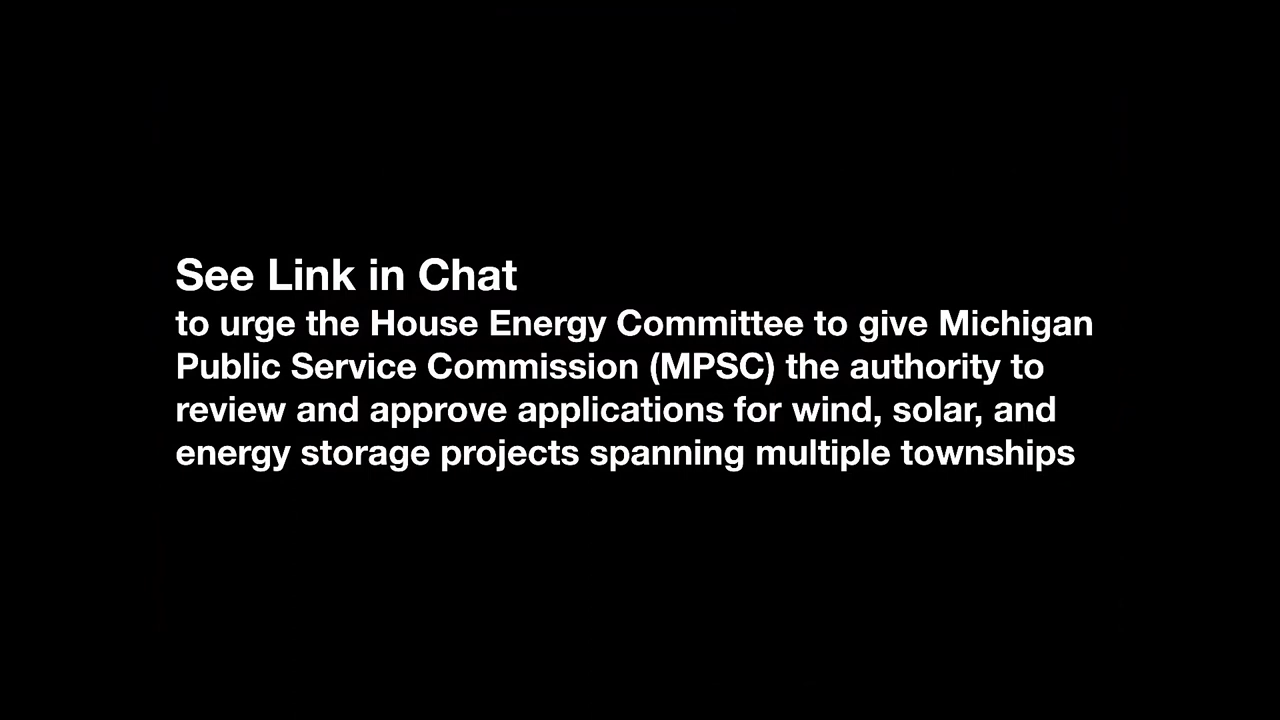 See Link in Chat
to urge the House Energy Committee to give Michigan
Public Service Commission (MPSC) the authority to
review and approve applications for wind, solar, and
energy storage projects spanning multiple townships